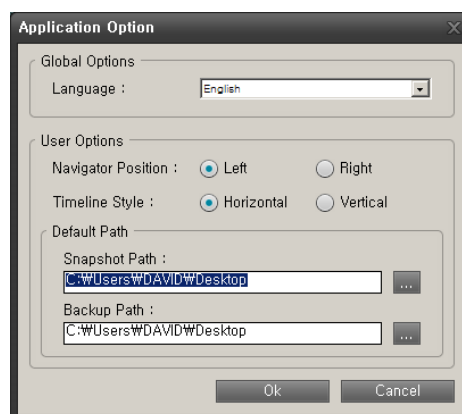 Application Option
Global Options
Language :
English
User Options
Navigator Position :
Left
Right
Timeline Style :
Horizontal
Vertical
Default Path
Snapshot Path :
C:₩Users₩DAVID₩Desktop
...
Backup Path :
C:₩Users₩DAVID₩Desktop
...
Ok
Cancel